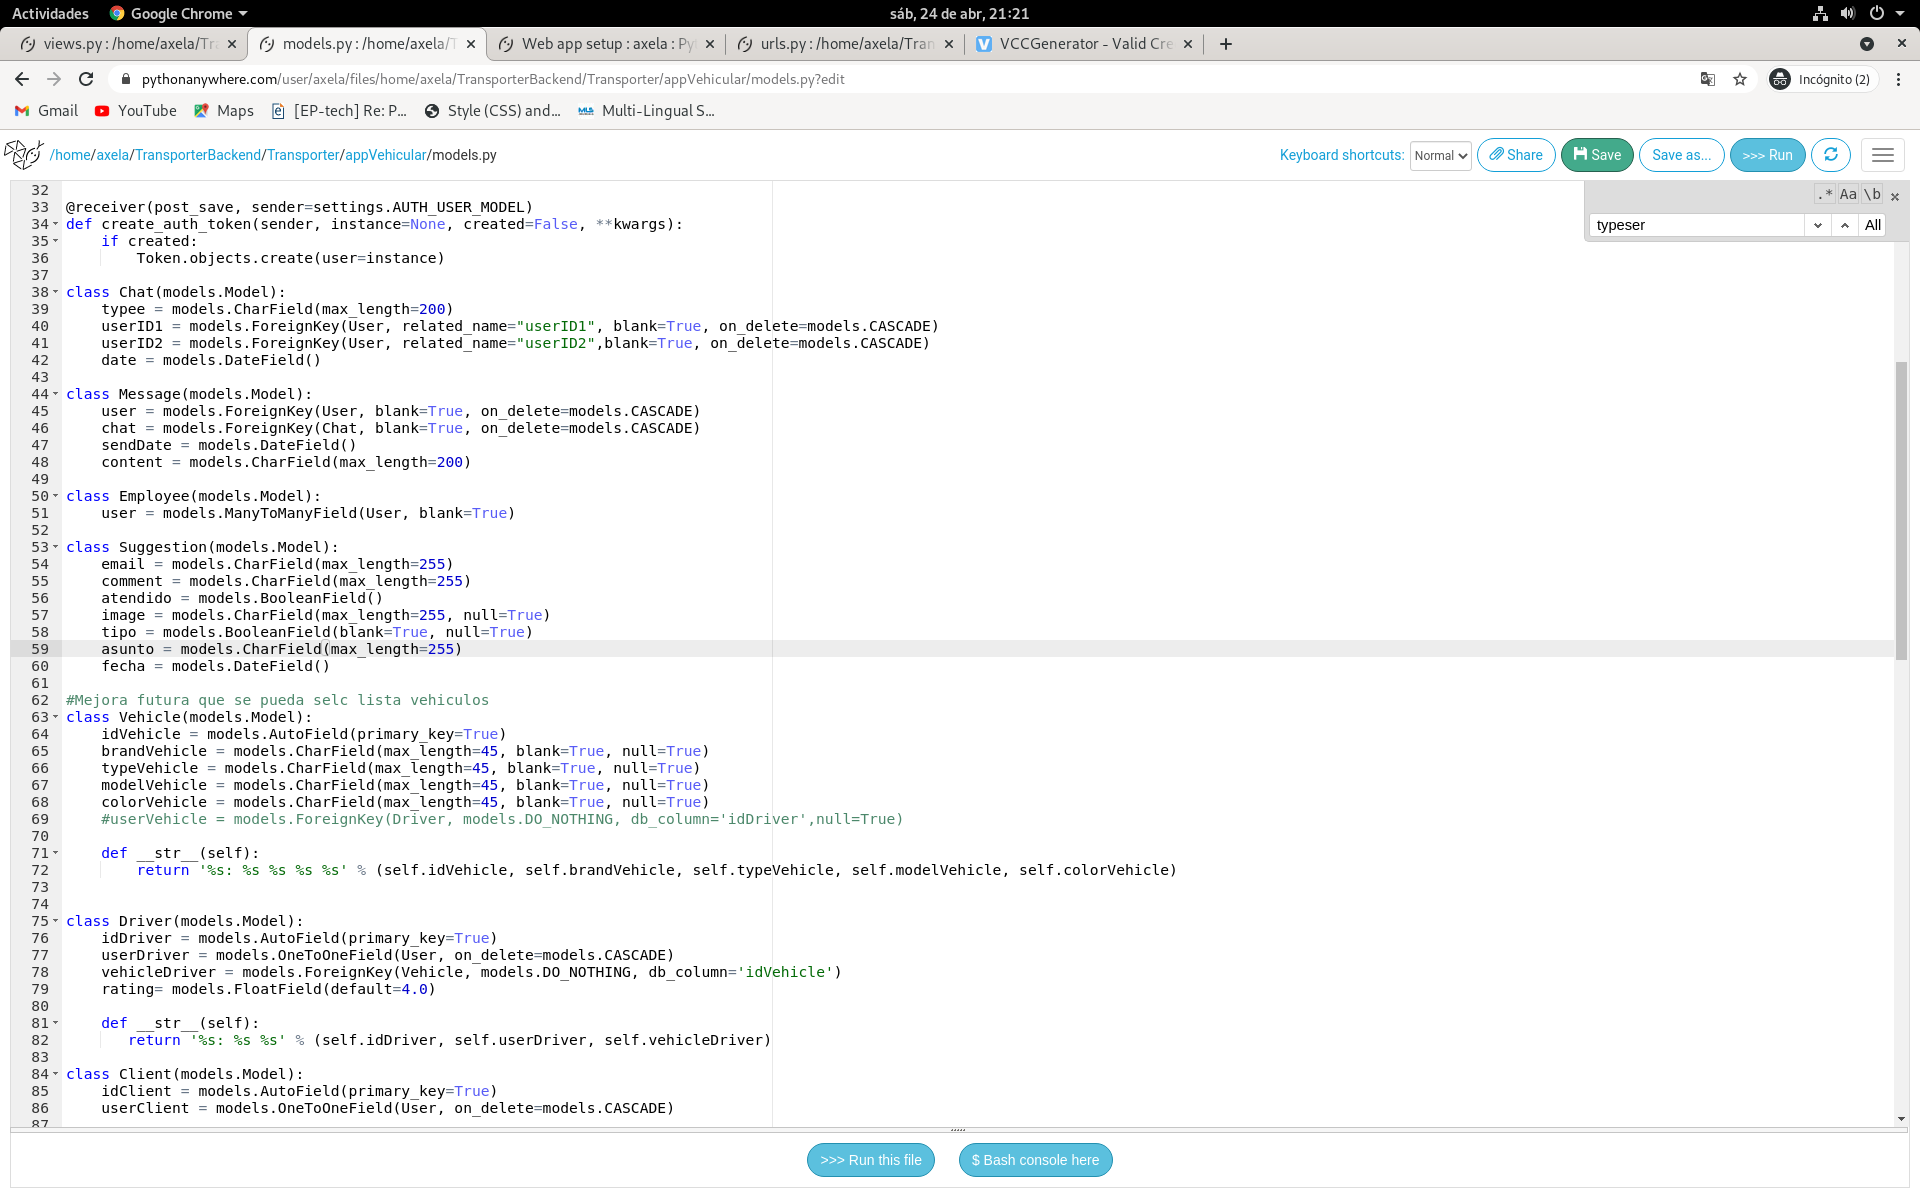 Actividades Google Chrome sáb, 24 de abr, 21:21
views.py : /home/axela/Tra models.py : /home/axela/T Web app setup : axela : Pyt urls.py : /home/axela/Tran VCCGenerator - Valid Cre
pythonanywhere.com/user/axela/files/home/axela/TransporterBackend/Transporter/appVehicular/models.py?edit Incógnito (2)
Gmail YouTube Maps [EP-tech] Re: P... Style (CSS) and... Multi-Lingual S...
/home/axela/TransporterBackend/Transporter/appVehicular/models.py Keyboard shortcuts: Normal Share Save Save as... >>> Run
.* Aa \b
typeser All
32
33 @receiver(post_save, sender=settings.AUTH_USER_MODEL)
34 def create_auth_token(sender, instance=None, created=False, **kwargs):
35     if created:
36         Token.objects.create(user=instance)
37
38 class Chat(models.Model):
39     typee = models.CharField(max_length=200)
40     userID1 = models.ForeignKey(User, related_name="userID1", blank=True, on_delete=models.CASCADE)
41     userID2 = models.ForeignKey(User, related_name="userID2",blank=True, on_delete=models.CASCADE)
42     date = models.DateField()
43
44 class Message(models.Model):
45     user = models.ForeignKey(User, blank=True, on_delete=models.CASCADE)
46     chat = models.ForeignKey(Chat, blank=True, on_delete=models.CASCADE)
47     sendDate = models.DateField()
48     content = models.CharField(max_length=200)
49
50 class Employee(models.Model):
51     user = models.ManyToManyField(User, blank=True)
52
53 class Suggestion(models.Model):
54     email = models.CharField(max_length=255)
55     comment = models.CharField(max_length=255)
56     atendido = models.BooleanField()
57     image = models.CharField(max_length=255, null=True)
58     tipo = models.BooleanField(blank=True, null=True)
59     asunto = models.CharField(max_length=255)
60     fecha = models.DateField()
61
62 #Mejora futura que se pueda selc lista vehiculos
63 class Vehicle(models.Model):
64     idVehicle = models.AutoField(primary_key=True)
65     brandVehicle = models.CharField(max_length=45, blank=True, null=True)
66     typeVehicle = models.CharField(max_length=45, blank=True, null=True)
67     modelVehicle = models.CharField(max_length=45, blank=True, null=True)
68     colorVehicle = models.CharField(max_length=45, blank=True, null=True)
69     #userVehicle = models.ForeignKey(Driver, models.DO_NOTHING, db_column='idDriver',null=True)
70
71     def __str__(self):
72         return '%s: %s %s %s %s' % (self.idVehicle, self.brandVehicle, self.typeVehicle, self.modelVehicle, self.colorVehicle)
73
74
75 class Driver(models.Model):
76     idDriver = models.AutoField(primary_key=True)
77     userDriver = models.OneToOneField(User, on_delete=models.CASCADE)
78     vehicleDriver = models.ForeignKey(Vehicle, models.DO_NOTHING, db_column='idVehicle')
79     rating= models.FloatField(default=4.0)
80
81     def __str__(self):
82        return '%s: %s %s' % (self.idDriver, self.userDriver, self.vehicleDriver)
83
84 class Client(models.Model):
85     idClient = models.AutoField(primary_key=True)
86     userClient = models.OneToOneField(User, on_delete=models.CASCADE)
87
>>> Run this file $ Bash console here